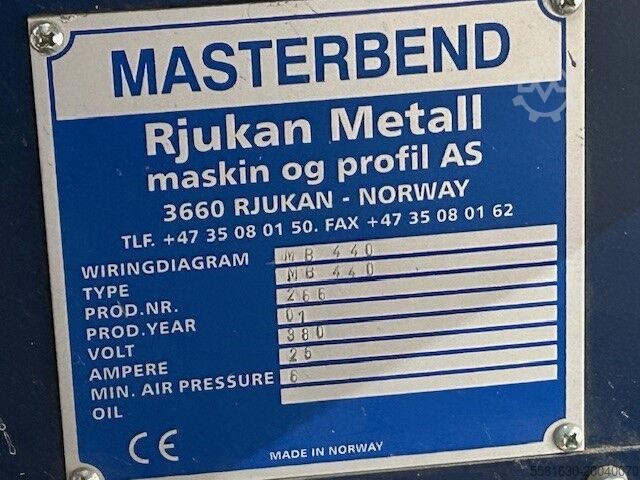 MASTERBEND
Rjukan Metall
maskin og profil AS
3660 RJUKAN - NORWAY
TLF. +47 35 08 01 50. FAX +47 35 08 01 62
WIRINGDIAGRAM MB 440
TYPE MB 440
PROD.NR. 266
PROD.YEAR 01
VOLT 380
AMPERE 25
MIN. AIR PRESSURE 6
OIL
CE
MADE IN NORWAY
5581630-20040070